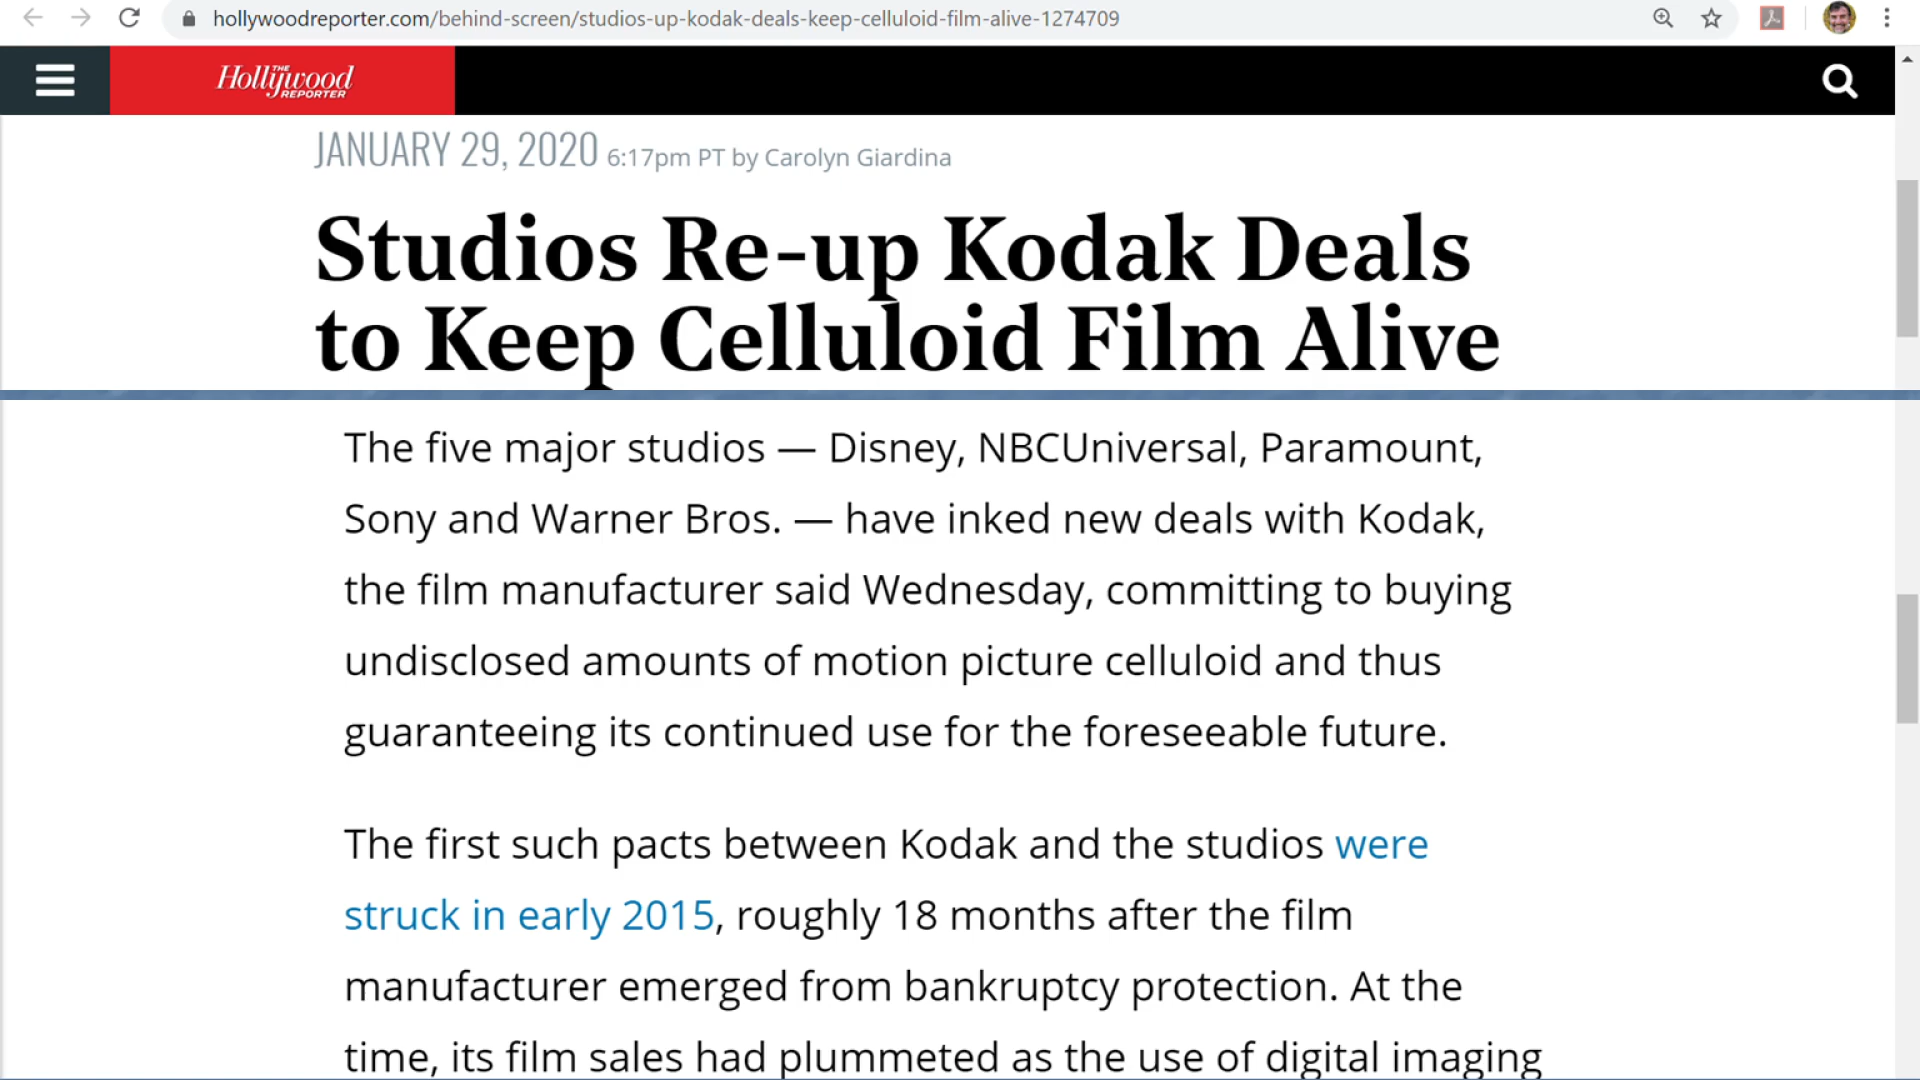 hollywoodreporter.com/behind-screen/studios-up-kodak-deals-keep-celluloid-film-alive-1274709
THE
Hollywood
REPORTER
JANUARY 29, 2020 6:17pm PT by Carolyn Giardina
Studios Re-up Kodak Deals
to Keep Celluloid Film Alive
The five major studios — Disney, NBCUniversal, Paramount,
Sony and Warner Bros. — have inked new deals with Kodak,
the film manufacturer said Wednesday, committing to buying
undisclosed amounts of motion picture celluloid and thus
guaranteeing its continued use for the foreseeable future.
The first such pacts between Kodak and the studios were
struck in early 2015, roughly 18 months after the film
manufacturer emerged from bankruptcy protection. At the
time, its film sales had plummeted as the use of digital imaging